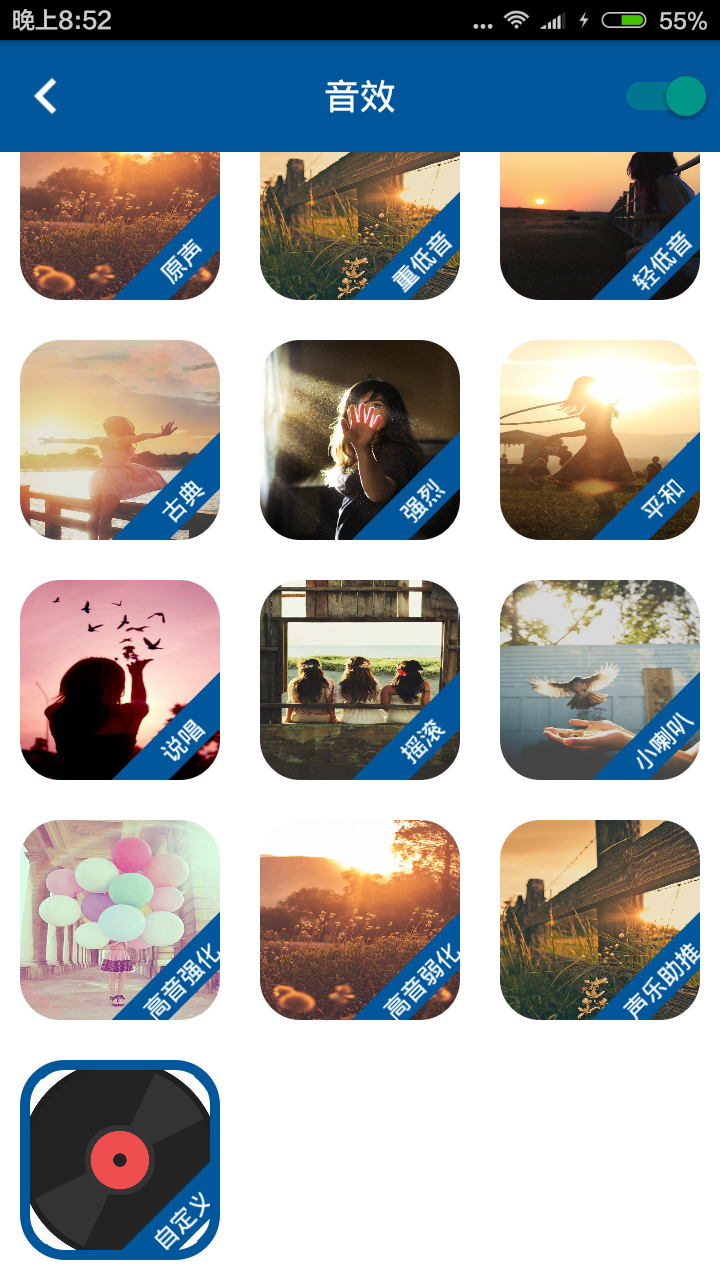 晚上8:52
55%
音效
原声
重低音
轻低音
古典
强烈
平和
说唱
摇滚
小喇叭
高音强化
高音弱化
声乐助推
自定义